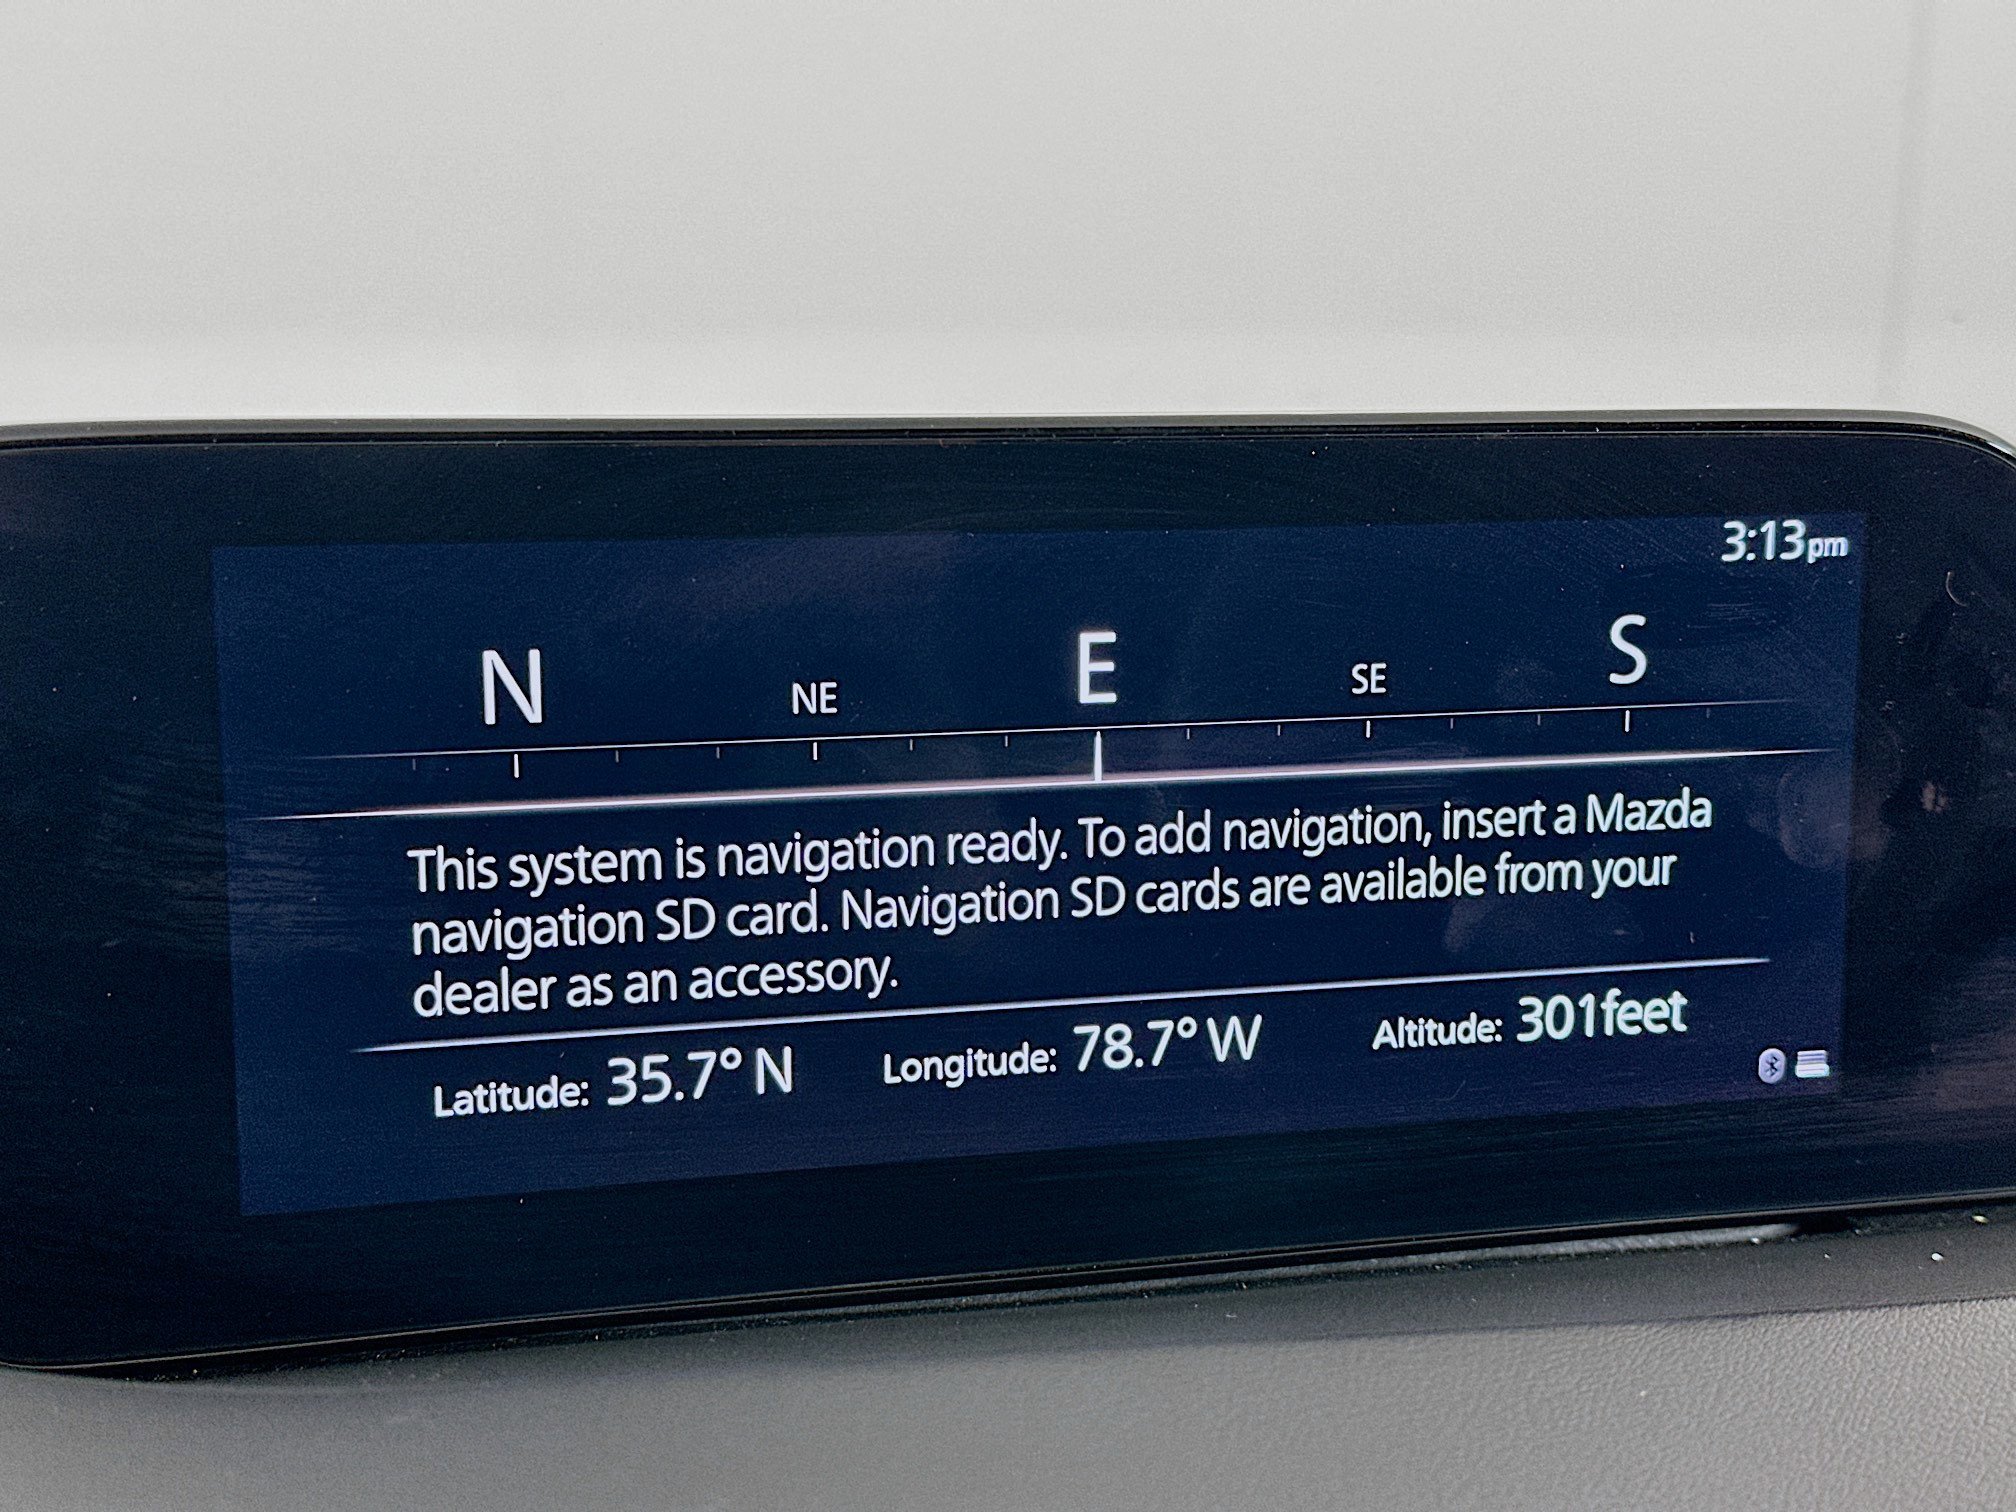 3:13pm
N NE E SE S
This system is navigation ready. To add navigation, insert a Mazda
navigation SD card. Navigation SD cards are available from your
dealer as an accessory.
Latitude: 35.7° N Longitude: 78.7° W Altitude: 301feet